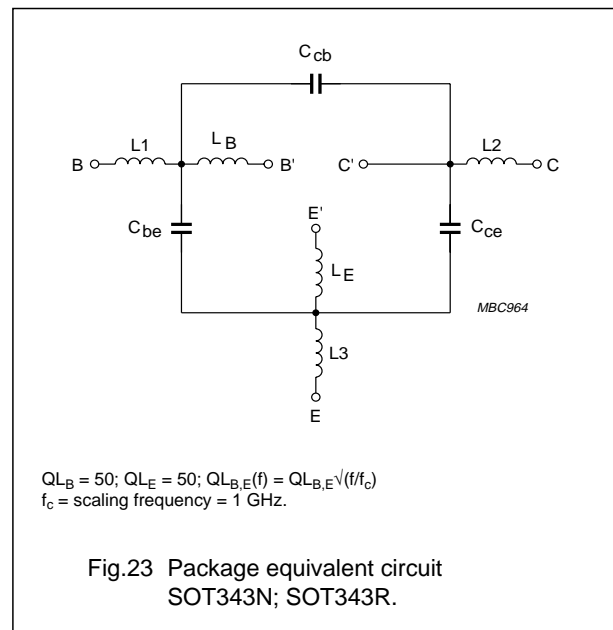 C_cb
L1
L_B
L2
B
B'
C'
C
C_be
E'
C_ce
L_E
MBC964
L3
E
QL_B = 50; QL_E = 50; QL_B,E(f) = QL_B,E√(f/f_c)
f_c = scaling frequency = 1 GHz.
Fig.23 Package equivalent circuit
SOT343N; SOT343R.